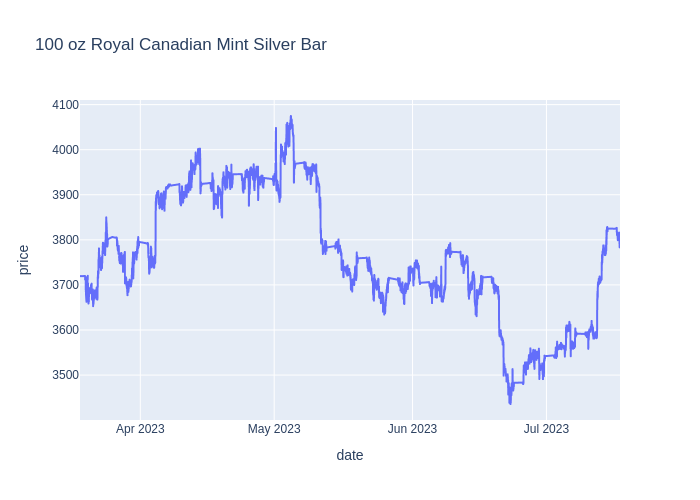 100 oz Royal Canadian Mint Silver Bar
4100
4000
3900
3800
3700
3600
3500
price
Apr 2023
May 2023
Jun 2023
Jul 2023
date